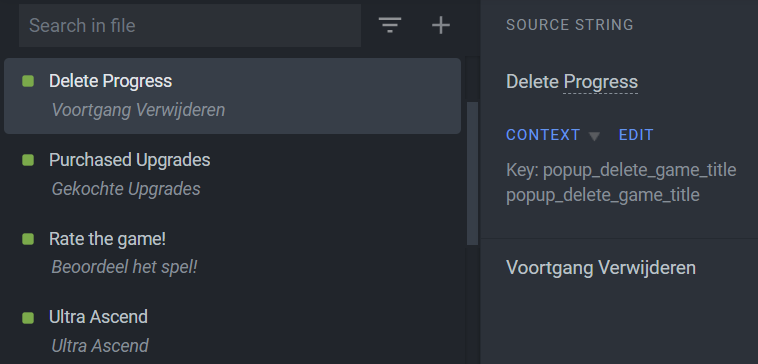 Search in file
Delete Progress
Voortgang Verwijderen
Purchased Upgrades
Gekochte Upgrades
Rate the game!
Beoordeel het spel!
Ultra Ascend
Ultra Ascend
SOURCE STRING
Delete Progress
CONTEXT EDIT
Key: popup_delete_game_title
popup_delete_game_title
Voortgang Verwijderen